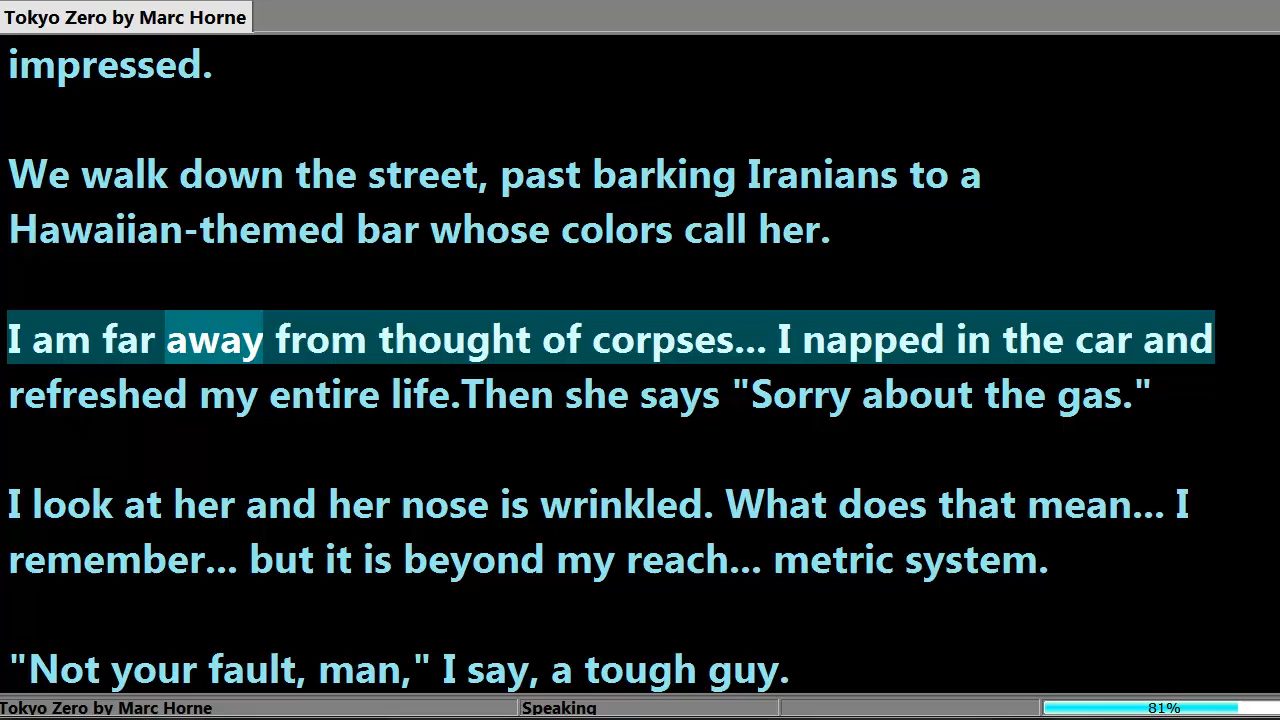 Tokyo Zero by Marc Horne
impressed.
We walk down the street, past barking Iranians to a
Hawaiian-themed bar whose colors call her.
I am far away from thought of corpses... I napped in the car and
refreshed my entire life.Then she says "Sorry about the gas."
I look at her and her nose is wrinkled. What does that mean... I
remember... but it is beyond my reach... metric system.
"Not your fault, man," I say, a tough guy.
Tokyo Zero by Marc Horne
Speaking
81%